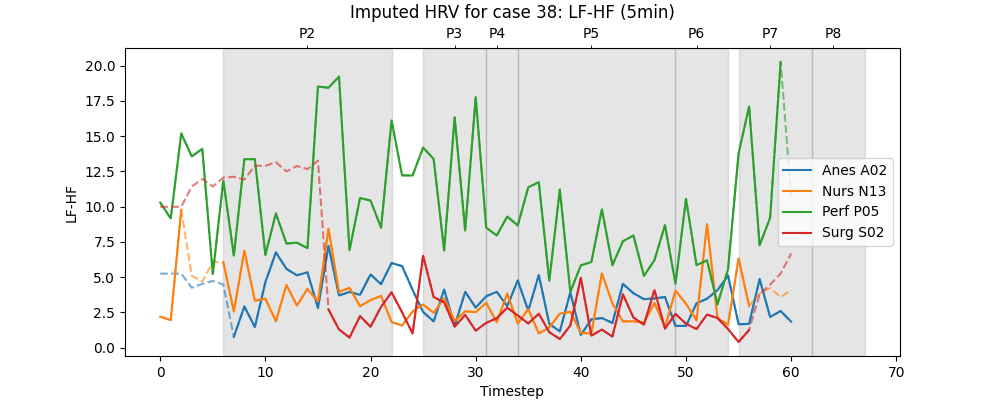 Imputed HRV for case 38: LF-HF (5min)
P2 P3 P4 P5 P6 P7 P8
20.0
17.5
15.0
12.5
10.0
7.5
5.0
2.5
0.0
LF-HF
Anes A02
Nurs N13
Perf P05
Surg S02
0 10 20 30 40 50 60 70
Timestep